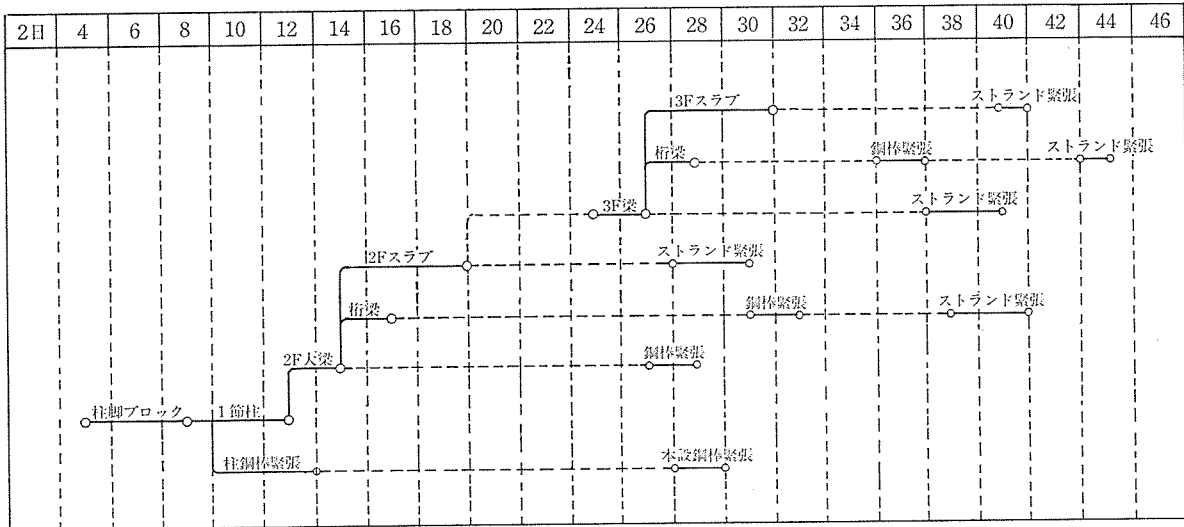 2日 4 6 8 10 12 14 16 18 20 22 24 26 28 30 32 34 36 38 40 42 44 46
3Fスラブ ストランド緊張
桁梁 鋼棒緊張 ストランド緊張
3F梁 ストランド緊張
2Fスラブ ストランド緊張
桁梁 鋼棒緊張 ストランド緊張
2F大梁 鋼棒緊張
柱脚ブロック 1節柱
柱鋼棒緊張 本設鋼棒緊張